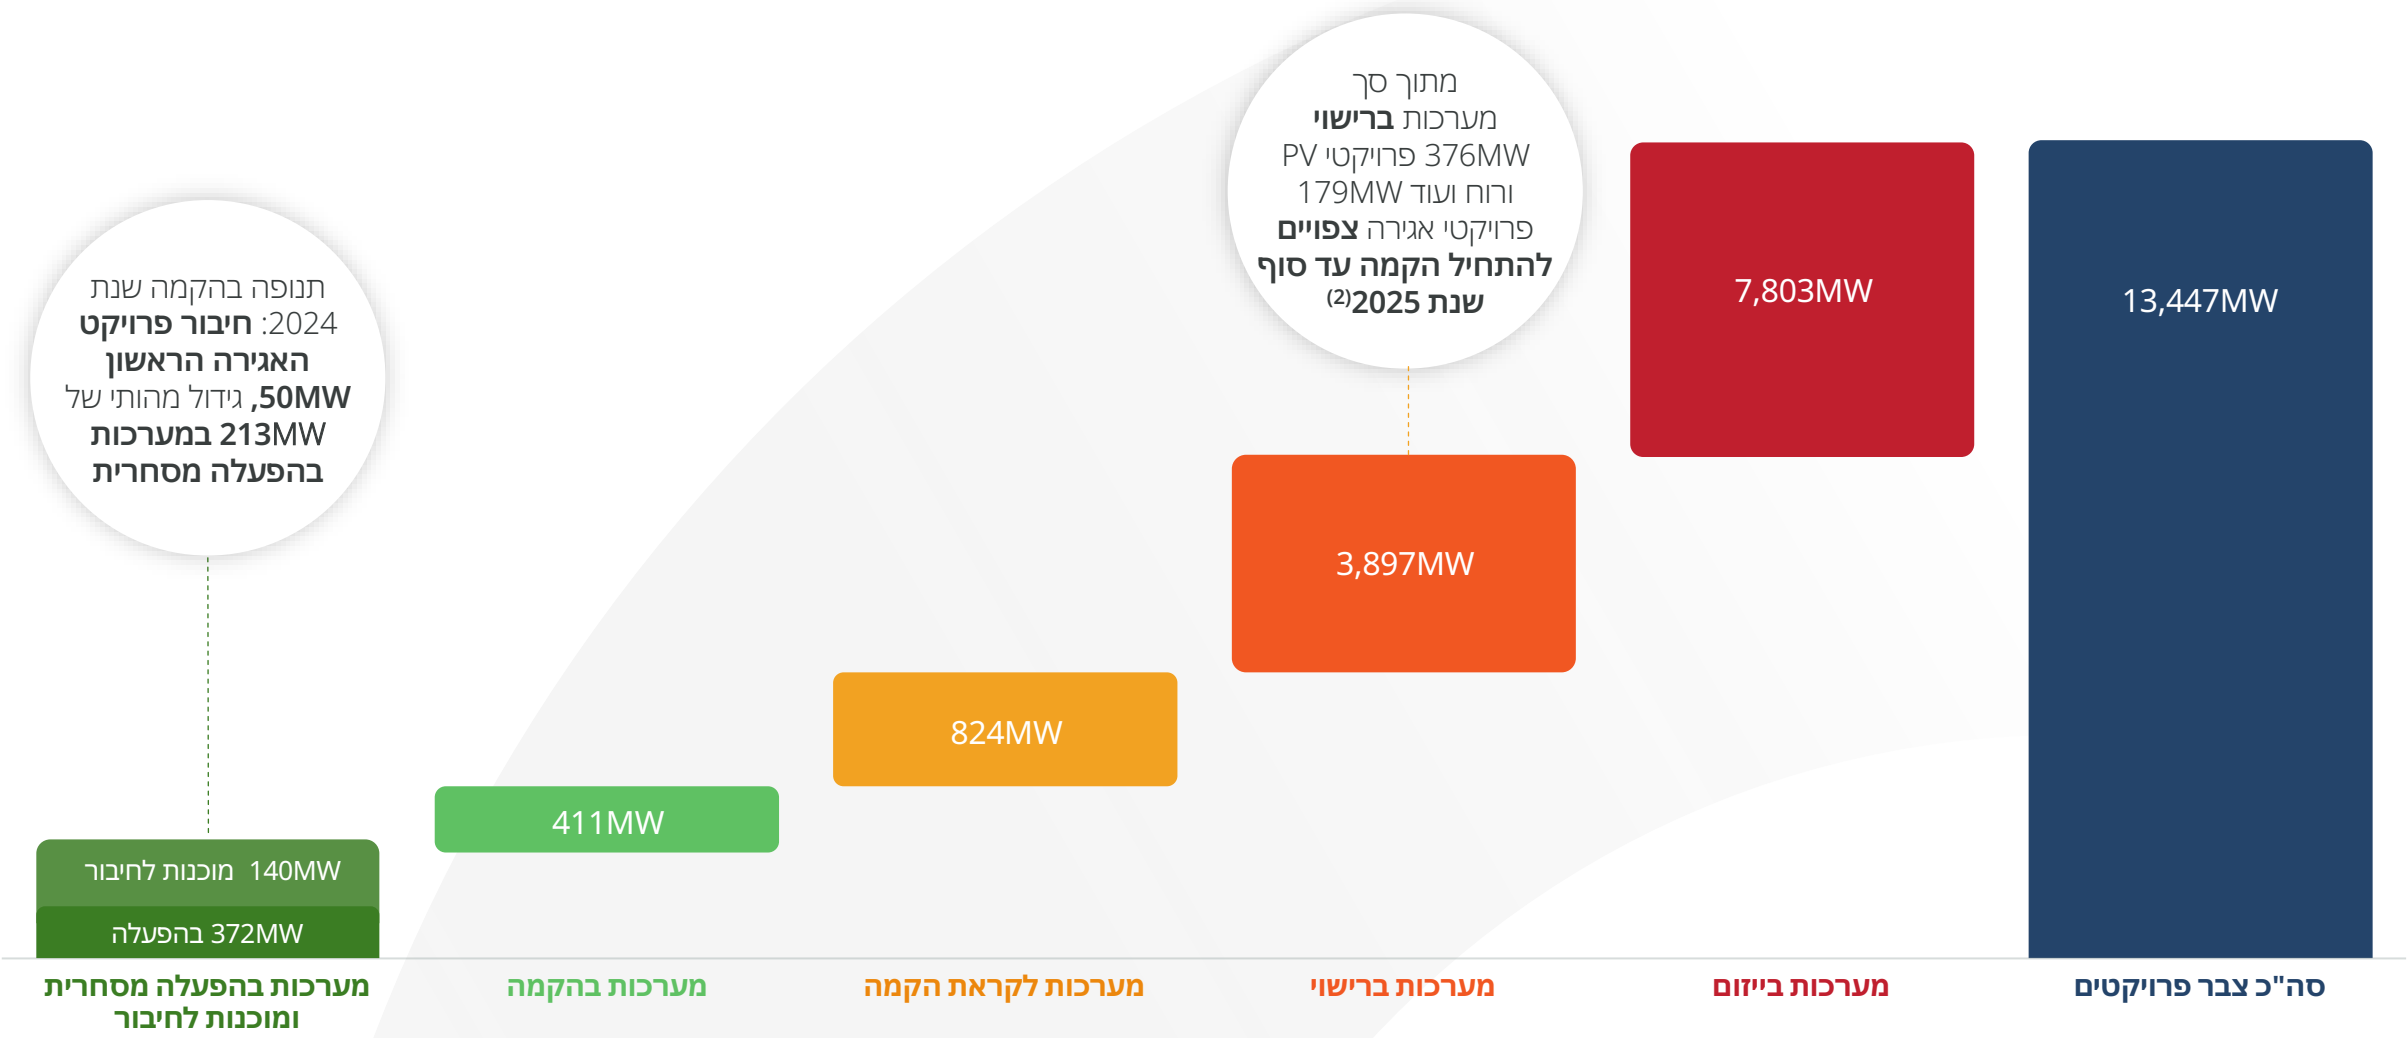 מתוך סך
מערכות ברישוי
376MW פרויקטי PV
ורוח ועוד 179MW
פרויקטי אגירה צפויים
להתחיל הקמה עד סוף
שנת 2025(2)
תנופה בהקמה שנת
2024: חיבור פרויקט
האגירה הראשון
50MW, גידול מהותי של
213MW במערכות
בהפעלה מסחרית
13,447MW
7,803MW
3,897MW
824MW
411MW
140MW מוכנות לחיבור
372MW בהפעלה
סה"כ צבר פרויקטים
מערכות בייזום
מערכות ברישוי
מערכות לקראת הקמה
מערכות בהקמה
מערכות בהפעלה מסחרית
ומוכנות לחיבור